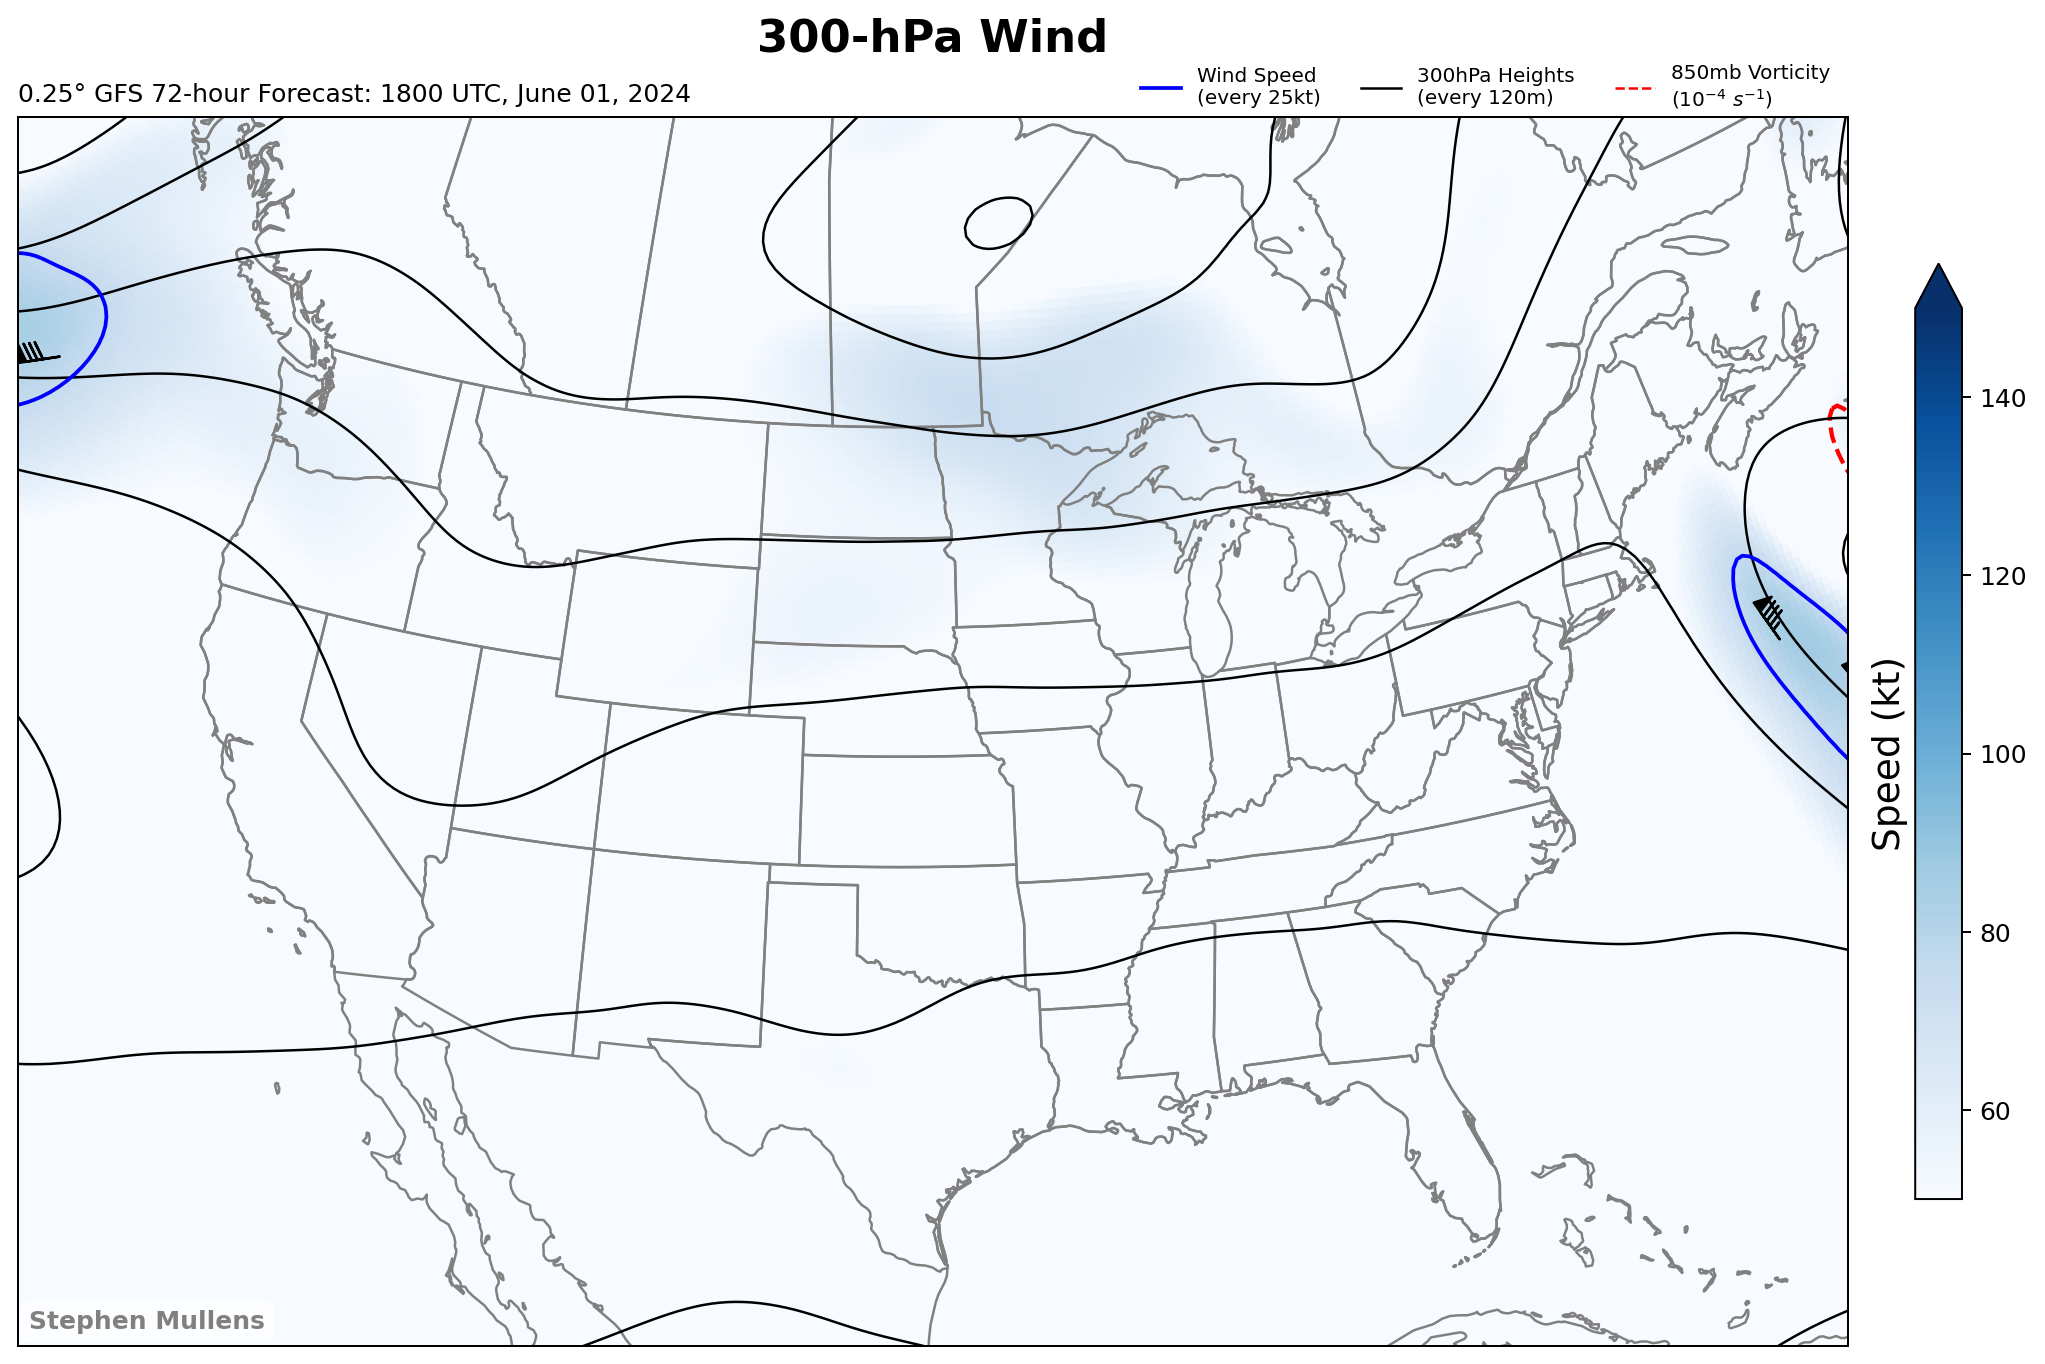 300-hPa Wind
0.25° GFS 72-hour Forecast: 1800 UTC, June 01, 2024
Wind Speed
(every 25kt)
300hPa Heights
(every 120m)
850mb Vorticity
(10⁻⁴ s⁻¹)
140
120
100
80
60
Speed (kt)
Stephen Mullens